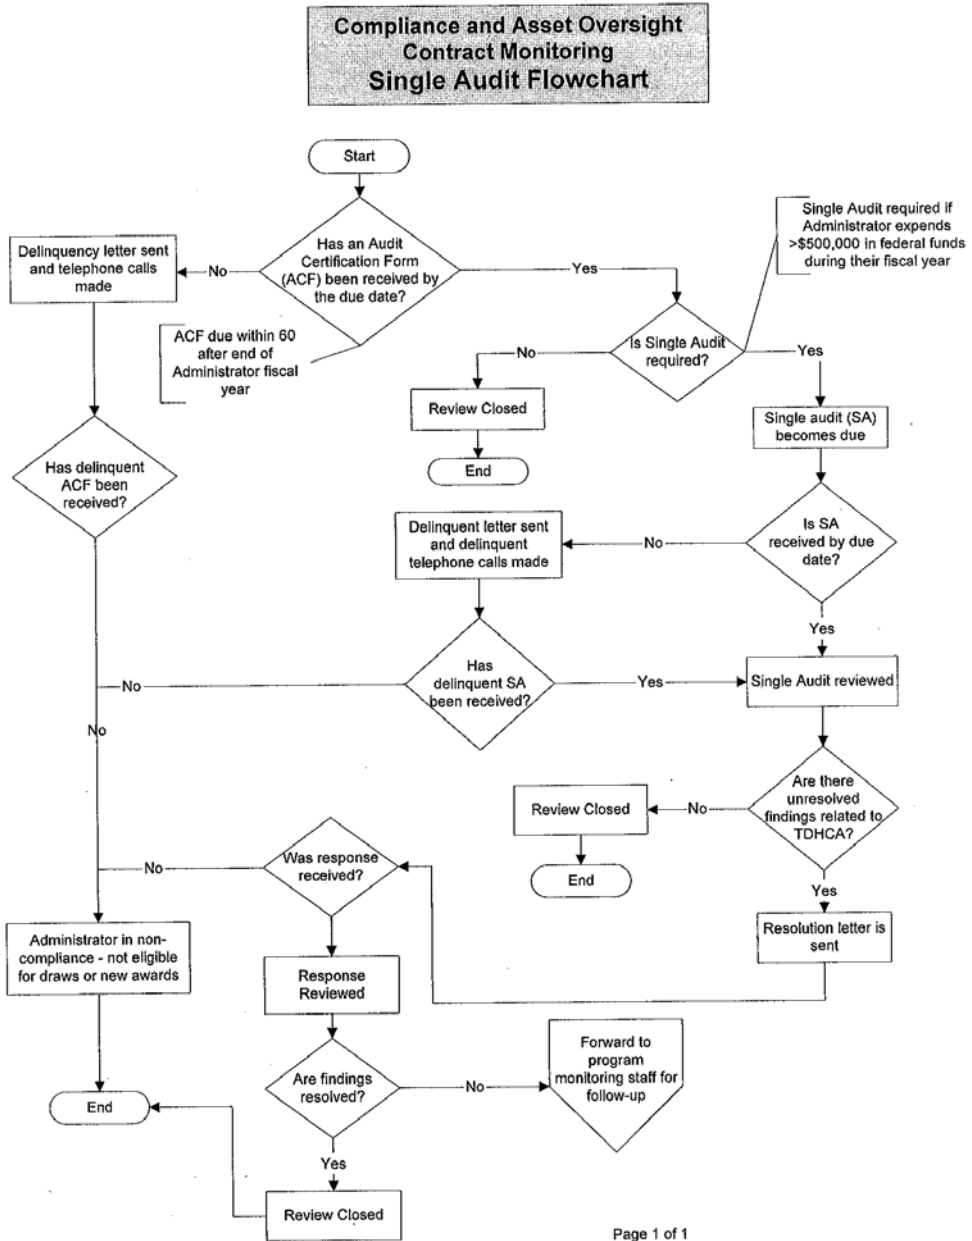 Compliance and Asset Oversight
Contract Monitoring
Single Audit Flowchart
Start
Single Audit required if
Administrator expends
>$500,000 in federal funds
during their fiscal year
Delinquency letter sent
and telephone calls
made
No
Has an Audit
Certification Form
(ACF) been received by
the due date?
Yes
ACF due within 60
after end of
Administrator fiscal
year
Is Single Audit
required?
No
Yes
Review Closed
End
Single audit (SA)
becomes due
Has delinquent
ACF been
received?
Delinquent letter sent
and delinquent
telephone calls made
No
Is SA
received by due
date?
Yes
No
Has
delinquent SA
been received?
Yes
Single Audit reviewed
No
Review Closed
No
Are there
unresolved
findings related to
TDHCA?
End
Yes
No
Was response
received?
Resolution letter is
sent
Administrator in non-
compliance - not eligible
for draws or new awards
Response
Reviewed
Forward to
program
monitoring staff for
follow-up
Are findings
resolved?
No
End
Yes
Review Closed
Page 1 of 1